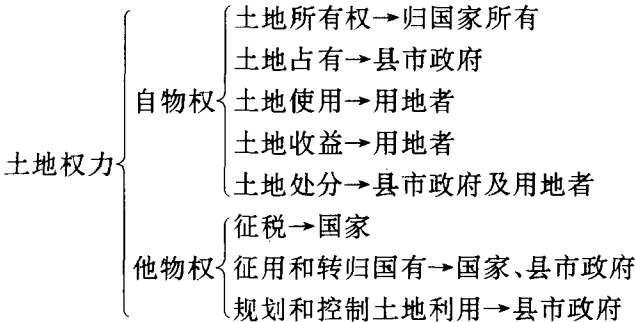 土地所有权→归国家所有
土地占有→县市政府
自物权
土地使用→用地者
土地收益→用地者
土地处分→县市政府及用地者
土地权力
征税→国家
他物权
征用和转归国有→国家、县市政府
规划和控制土地利用→县市政府